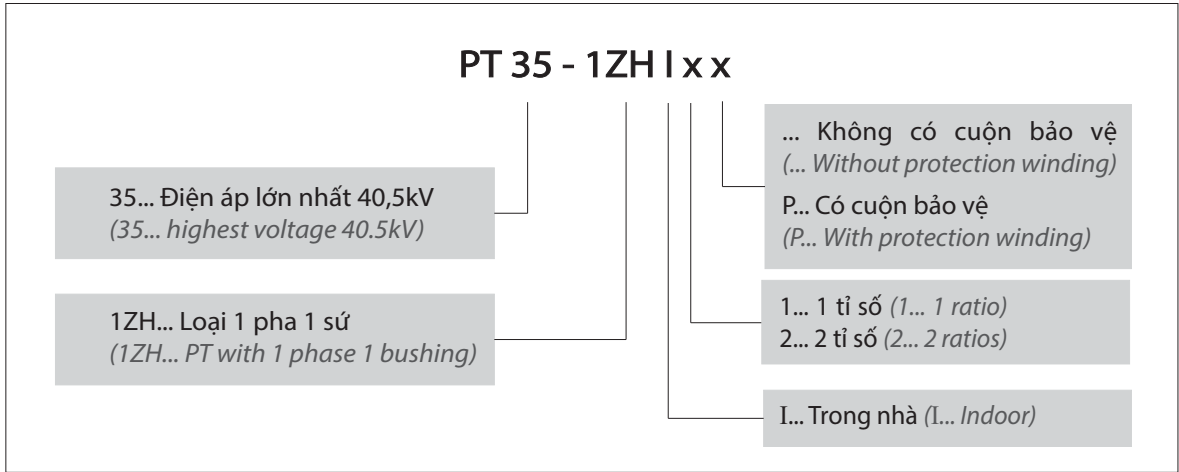 PT 35 - 1ZH I x x
35... Điện áp lớn nhất 40,5kV
(35... highest voltage 40.5kV)
1ZH... Loại 1 pha 1 sứ
(1ZH... PT with 1 phase 1 bushing)
... Không có cuộn bảo vệ
(... Without protection winding)
P... Có cuộn bảo vệ
(P... With protection winding)
1... 1 tỉ số (1... 1 ratio)
2... 2 tỉ số (2... 2 ratios)
I... Trong nhà (I... Indoor)